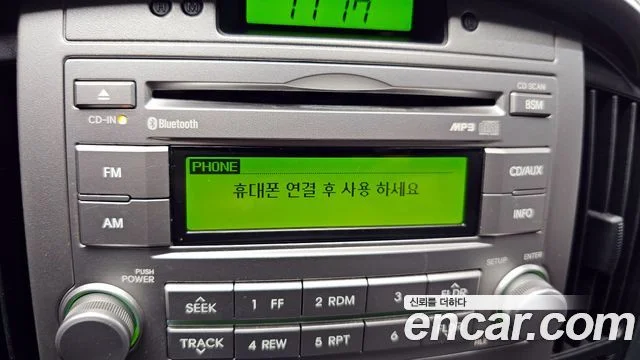 H M
CD SCAN
CD-IN
Bluetooth
MP3
BSM
PHONE
휴대폰 연결 후 사용 하세요
FM
CD/AUX
AM
INFO
PUSH
POWER
SETUP
ENTER
SEEK
1 FF
2 RDM
3
FLDR
TRACK
4 REW
5 RPT
6
신뢰를 더하다
encar.com